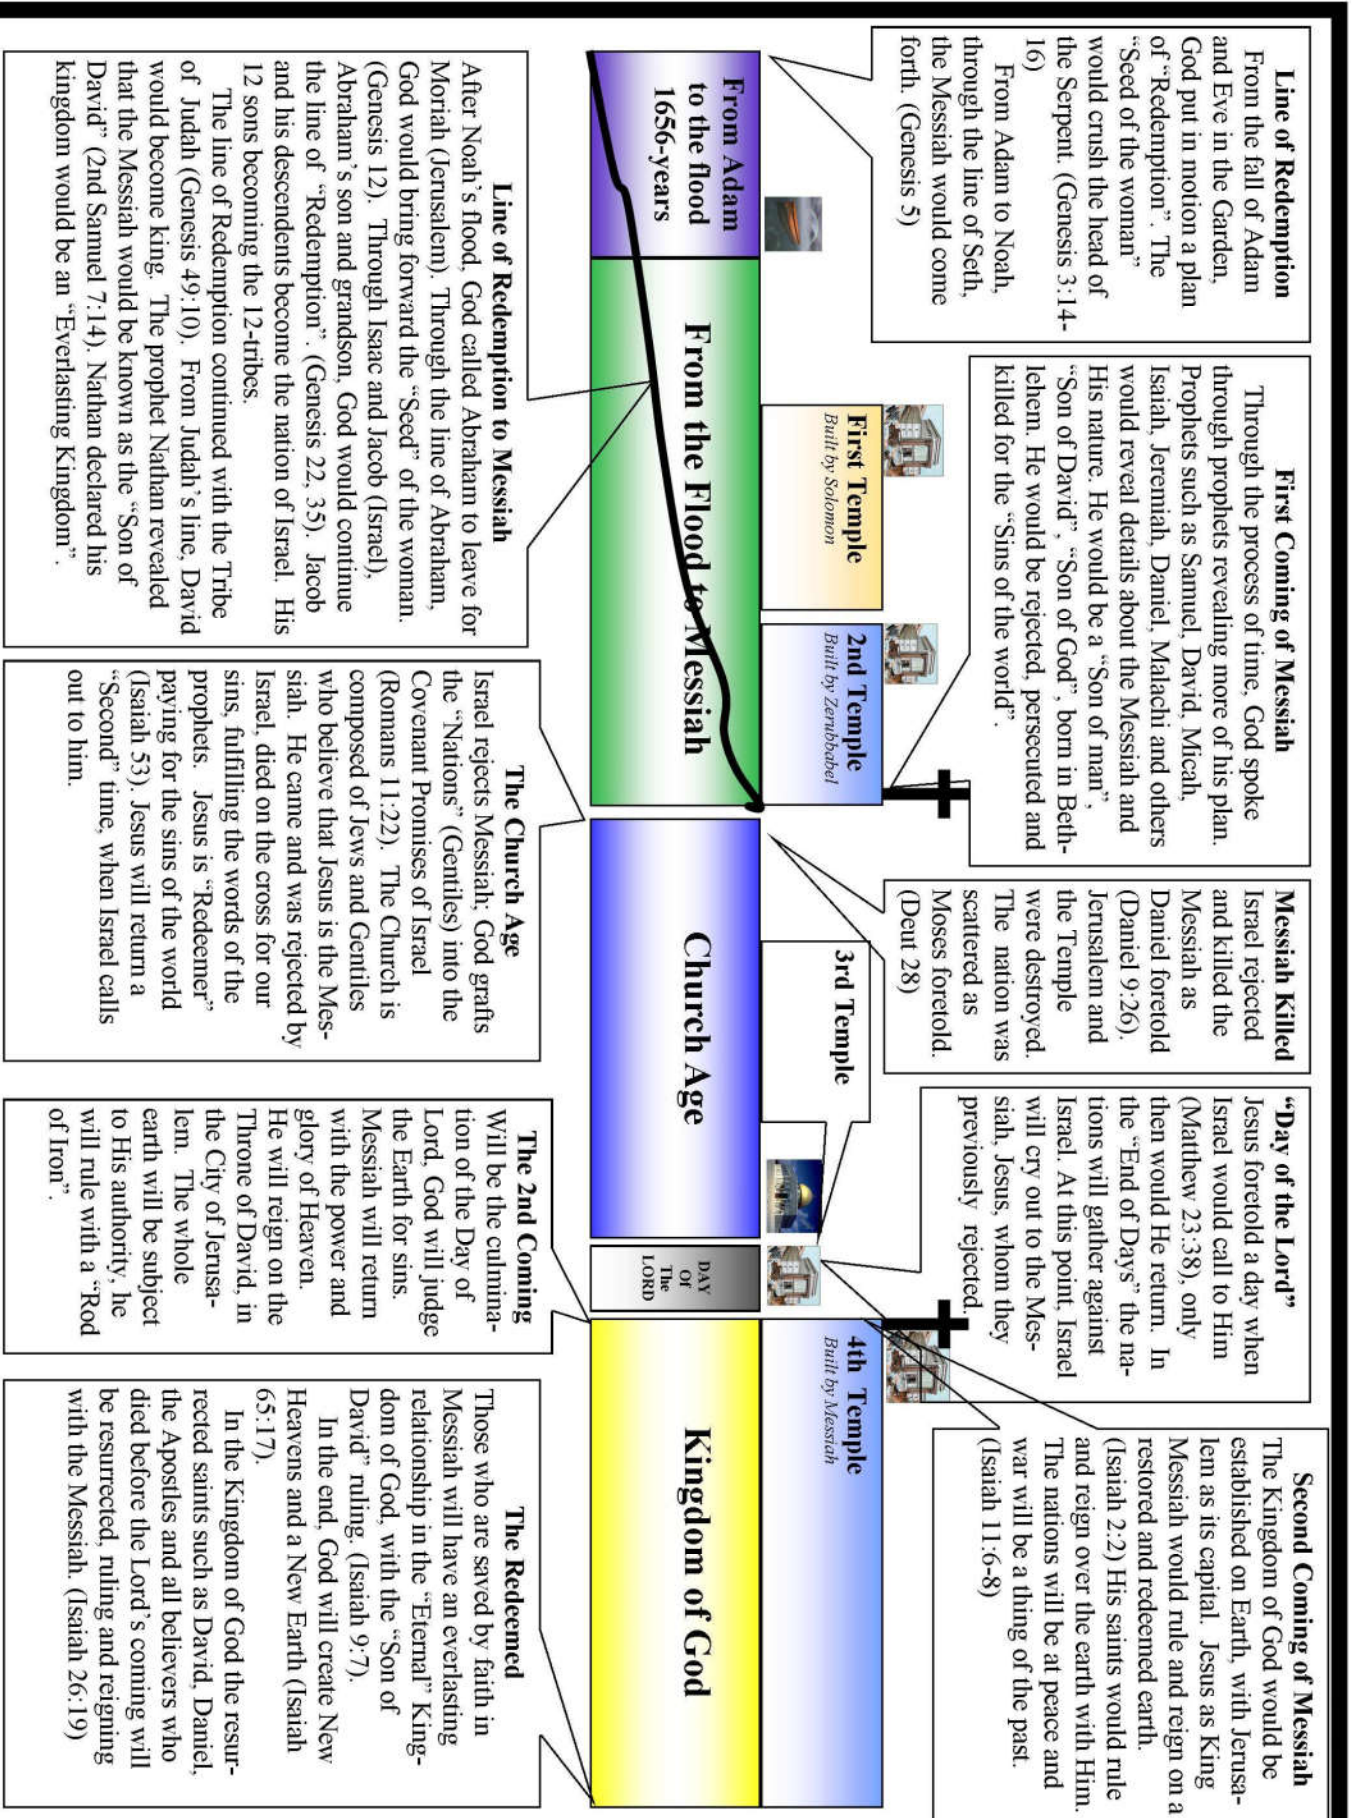 Line of Redemption
From the fall of Adam
and Eve in the Garden,
God put in motion a plan
of “Redemption”. The
“Seed of the woman”
would crush the head of
the Serpent. (Genesis 3:14-
16)
From Adam to Noah,
through the line of Seth,
the Messiah would come
forth. (Genesis 5)
First Coming of Messiah
Through the process of time, God spoke
through prophets revealing more of his plan.
Prophets such as Samuel, David, Micah,
Isaiah, Jeremiah, Daniel, Malachi and others
would reveal details about the Messiah and
His nature. He would be a “Son of man”,
“Son of David”, “Son of God”, born in Beth-
lehem. He would be rejected, persecuted and
killed for the “Sins of the world”.
Messiah Killed
Israel rejected
and killed the
Messiah as
Daniel foretold
(Daniel 9:26).
Jerusalem and
the Temple
were destroyed.
The nation was
scattered as
Moses foretold.
(Deut 28)
“Day of the Lord”
Jesus foretold a day when
Israel would call to Him
(Matthew 23:38), only
then would He return. In
the “End of Days” the na-
tions will gather against
Israel. At this point, Israel
will cry out to the Mes-
siah, Jesus, whom they
previously rejected.
Second Coming of Messiah
The Kingdom of God would be
established on Earth, with Jerusa-
lem as its capital. Jesus as King
Messiah would rule and reign on a
restored and redeemed earth.
(Isaiah 2:2) His saints would rule
and reign over the earth with Him.
The nations will be at peace and
war will be a thing of the past.
(Isaiah 11:6-8)
First Temple
Built by Solomon
2nd Temple
Built by Zerubbabel
3rd Temple
4th Temple
Built by Messiah
From Adam
to the flood
1656-years
From the Flood to Messiah
Church Age
DAY
OF
The
LORD
Kingdom of God
Line of Redemption to Messiah
After Noah’s flood, God called Abraham to leave for
Moriah (Jerusalem). Through the line of Abraham,
God would bring forward the “Seed” of the woman.
(Genesis 12). Through Isaac and Jacob (Israel),
Abraham’s son and grandson, God would continue
the line of “Redemption”. (Genesis 22, 35). Jacob
and his descendents become the nation of Israel. His
12 sons becoming the 12-tribes.
The line of Redemption continued with the Tribe
of Judah (Genesis 49:10). From Judah’s line, David
would become king. The prophet Nathan revealed
that the Messiah would be known as the “Son of
David” (2nd Samuel 7:14). Nathan declared his
kingdom would be an “Everlasting Kingdom”.
The Church Age
Israel rejects Messiah; God grafts
the “Nations” (Gentiles) into the
Covenant Promises of Israel
(Romans 11:22). The Church is
composed of Jews and Gentiles
who believe that Jesus is the Mes-
siah. He came and was rejected by
Israel, died on the cross for our
sins, fulfilling the words of the
prophets. Jesus is “Redeemer”
paying for the sins of the world
(Isaiah 53). Jesus will return a
“Second” time, when Israel calls
out to him.
The 2nd Coming
Will be the culmina-
tion of the Day of
Lord, God will judge
the Earth for sins.
Messiah will return
with the power and
glory of Heaven.
He will reign on the
Throne of David, in
the City of Jerusa-
lem. The whole
earth will be subject
to His authority, he
will rule with a “Rod
of Iron”.
The Redeemed
Those who are saved by faith in
Messiah will have an everlasting
relationship in the “Eternal” King-
dom of God, with the “Son of
David” ruling. (Isaiah 9:7).
In the end, God will create New
Heavens and a New Earth (Isaiah
65:17).
In the Kingdom of God the resur-
rected saints such as David, Daniel,
the Apostles and all believers who
died before the Lord’s coming will
be resurrected, ruling and reigning
with the Messiah. (Isaiah 26:19)